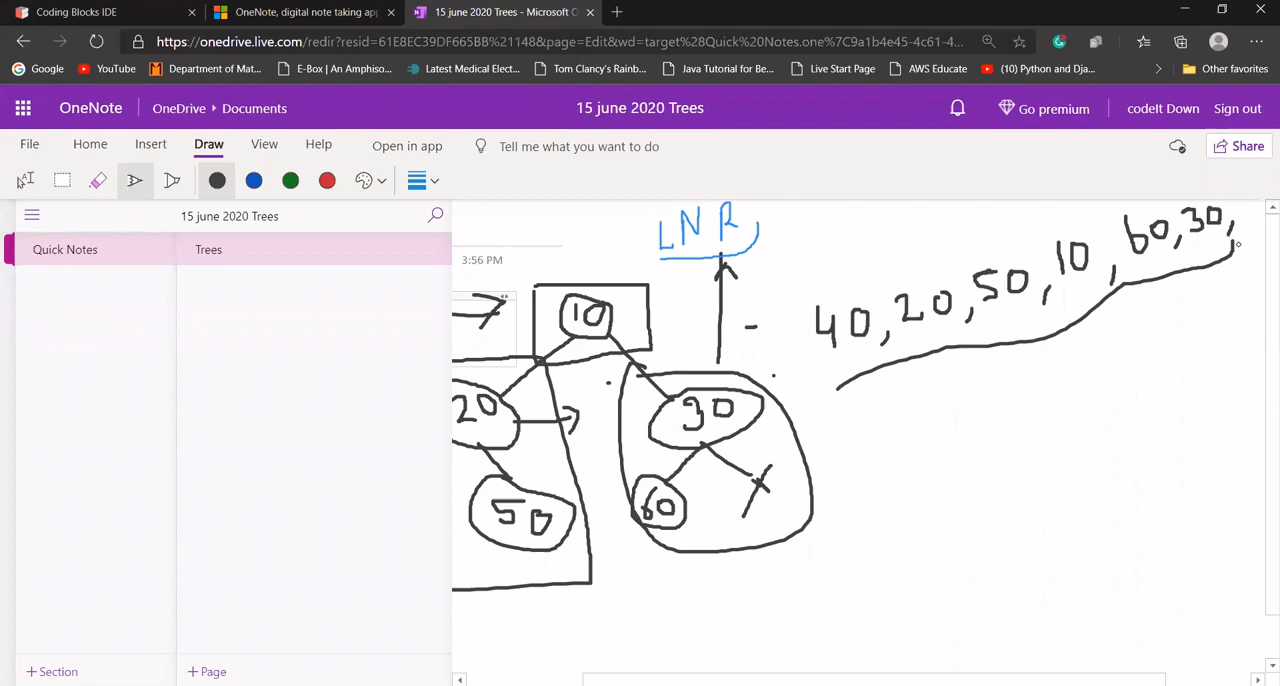 Coding Blocks IDE
OneNote, digital note taking ap
15 june 2020 Trees - Microsoft O
https://onedrive.live.com/redir?resid=61E8EC39DF665BB%21148&page=Edit&wd=target%28Quick%20Notes.one%7C9a1b4e45-4c61-4...
Google
YouTube
Department of Mat...
E-Box | An Amphiso...
Latest Medical Elect...
Tom Clancy's Rainb...
Java Tutorial for Be...
Live Start Page
AWS Educate
(10) Python and Dja...
Other favorites
OneNote
OneDrive
Documents
15 june 2020 Trees
Go premium
codeIt Down
Sign out
File
Home
Insert
Draw
View
Help
Open in app
Tell me what you want to do
Share
15 june 2020 Trees
Quick Notes
Trees
LNR
3:56 PM
40, 20, 50, 10, 60, 30,
10
20
30
50
60
+ Section
+ Page